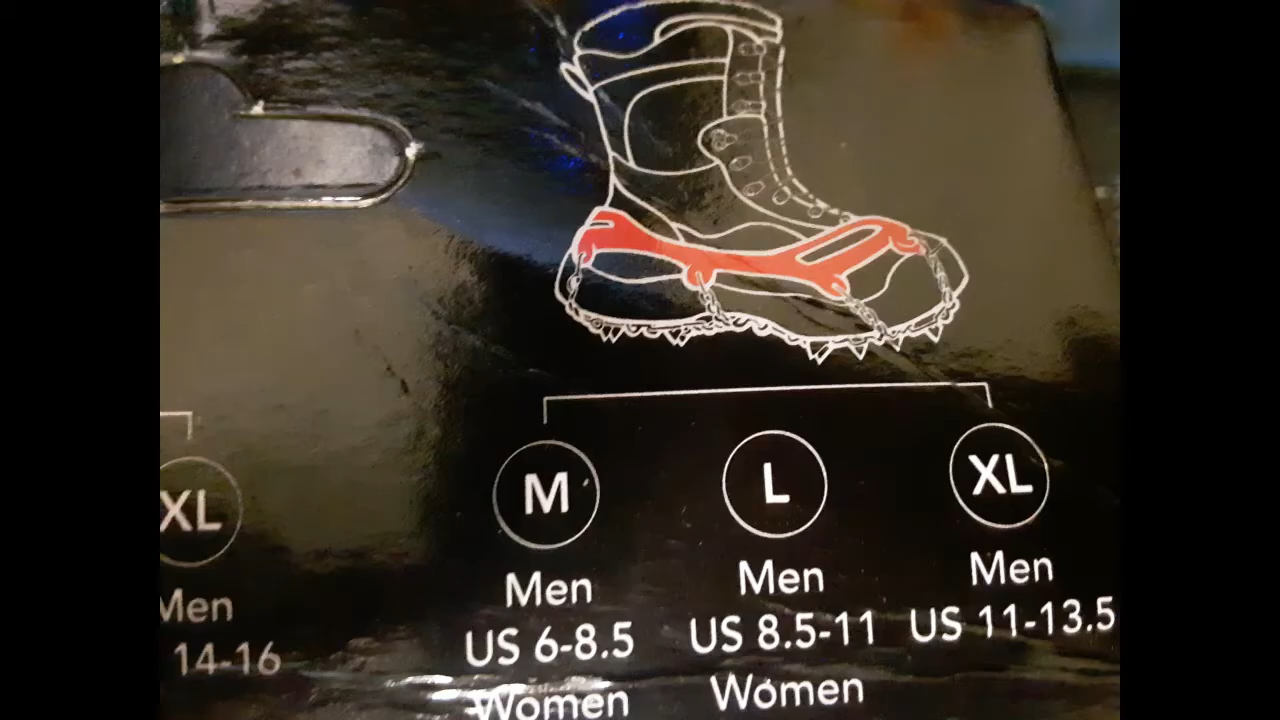 XL
Men
14-16
M
Men
US 6-8.5
Women
L
Men
US 8.5-11
Women
XL
Men
US 11-13.5